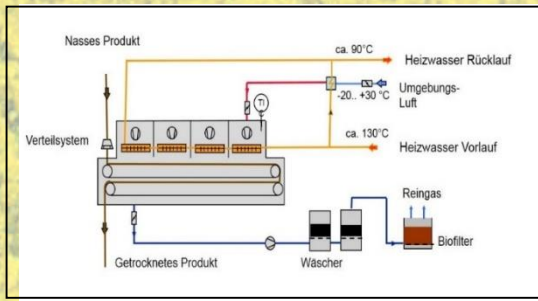 Nasses Produkt
ca. 90°C
Heizwasser Rücklauf
TI
-20.. +30 °C
Umgebungs-
Luft
Verteilsystem
ca. 130°C
Heizwasser Vorlauf
Reingas
Getrocknetes Produkt
Wäscher
Biofilter